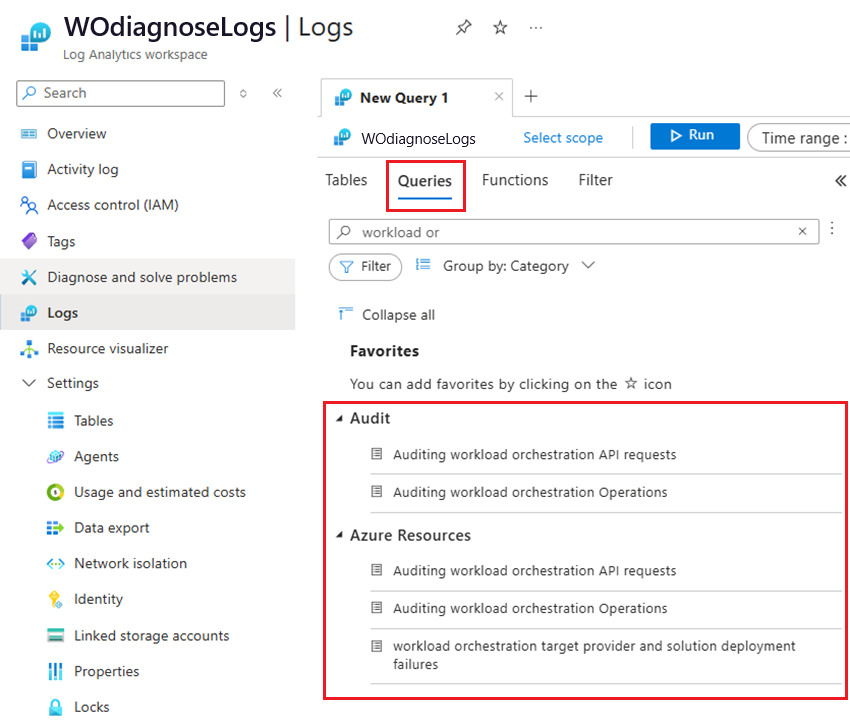 WOdiagnoseLogs | Logs
Log Analytics workspace
Search
Overview
Activity log
Access control (IAM)
Tags
Diagnose and solve problems
Logs
Resource visualizer
Settings
Tables
Agents
Usage and estimated costs
Data export
Network isolation
Identity
Linked storage accounts
Properties
Locks
New Query 1
WOdiagnoseLogs
Select scope
Run
Time range :
Tables
Queries
Functions
Filter
workload or
Filter
Group by: Category
Collapse all
Favorites
You can add favorites by clicking on the ☆ icon
Audit
Auditing workload orchestration API requests
Auditing workload orchestration Operations
Azure Resources
Auditing workload orchestration API requests
Auditing workload orchestration Operations
workload orchestration target provider and solution deployment
failures